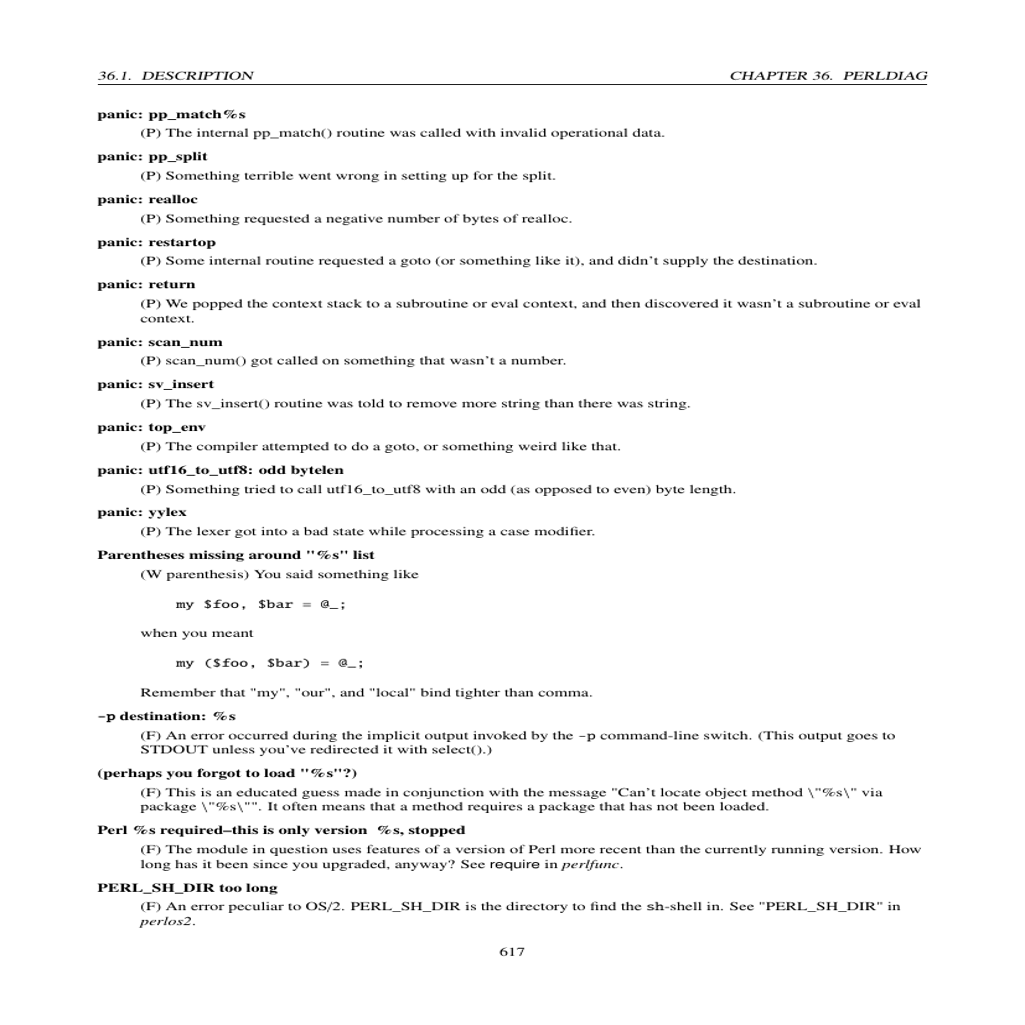 36.1. DESCRIPTION CHAPTER 36. PERLDIAG
panic: pp_match%s
(P) The internal pp_match() routine was called with invalid operational data.
panic: pp_split
(P) Something terrible went wrong in setting up for the split.
panic: realloc
(P) Something requested a negative number of bytes of realloc.
panic: restartop
(P) Some internal routine requested a goto (or something like it), and didn't supply the destination.
panic: return
(P) We popped the context stack to a subroutine or eval context, and then discovered it wasn't a subroutine or eval
context.
panic: scan_num
(P) scan_num() got called on something that wasn't a number.
panic: sv_insert
(P) The sv_insert() routine was told to remove more string than there was string.
panic: top_env
(P) The compiler attempted to do a goto, or something weird like that.
panic: utf16_to_utf8: odd bytelen
(P) Something tried to call utf16_to_utf8 with an odd (as opposed to even) byte length.
panic: yylex
(P) The lexer got into a bad state while processing a case modifier.
Parentheses missing around "%s" list
(W parenthesis) You said something like
my $foo, $bar = @_;
when you meant
my ($foo, $bar) = @_;
Remember that "my", "our", and "local" bind tighter than comma.
-p destination: %s
(F) An error occurred during the implicit output invoked by the -p command-line switch. (This output goes to
STDOUT unless you've redirected it with select().)
(perhaps you forgot to load "%s"?)
(F) This is an educated guess made in conjunction with the message "Can't locate object method \"%s\" via
package \"%s\"". It often means that a method requires a package that has not been loaded.
Perl %s required–this is only version %s, stopped
(F) The module in question uses features of a version of Perl more recent than the currently running version. How
long has it been since you upgraded, anyway? See require in perlfunc.
PERL_SH_DIR too long
(F) An error peculiar to OS/2. PERL_SH_DIR is the directory to find the sh-shell in. See "PERL_SH_DIR" in
perlos2.
617